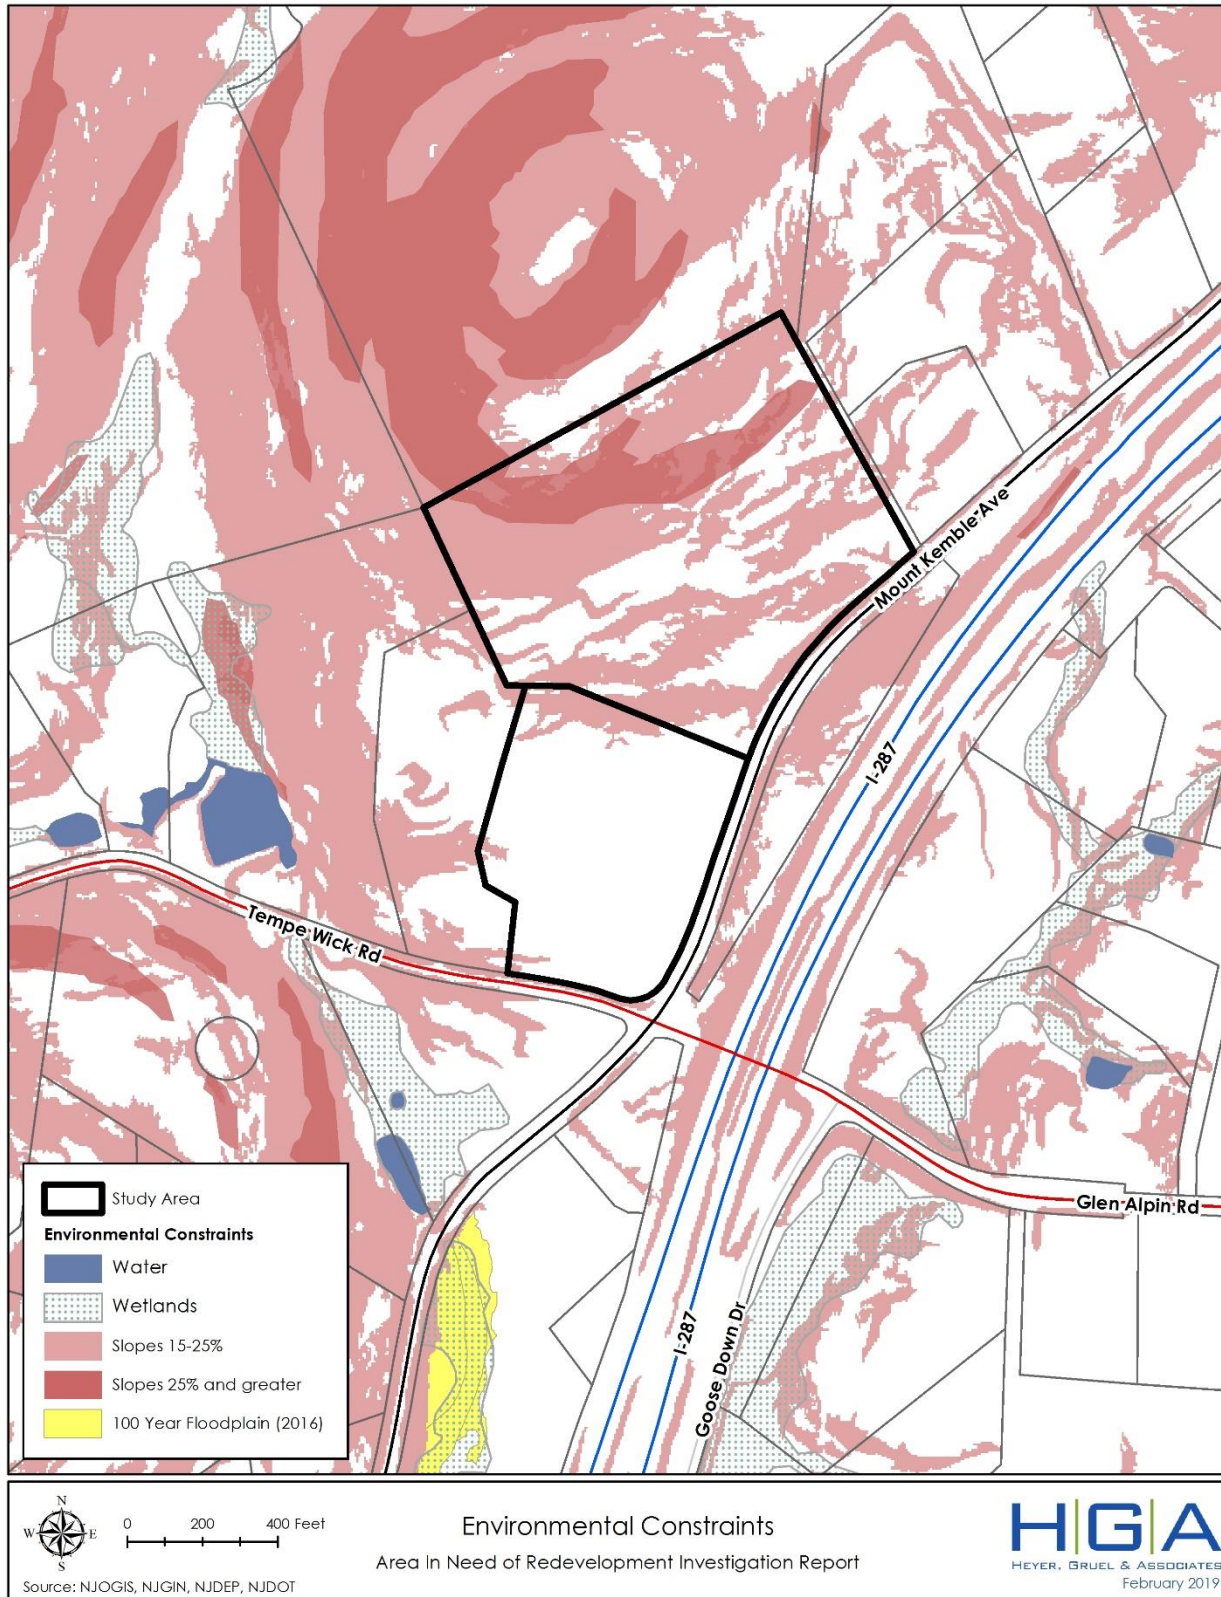 Mount Kemble Ave
I-287
Tempe Wick Rd
Glen Alpin Rd
I-287
Goose Down Dr
Study Area
Environmental Constraints
Water
Wetlands
Slopes 15-25%
Slopes 25% and greater
100 Year Floodplain (2016)
N
W E
S
0 200 400 Feet
Source: NJOGIS, NJGIN, NJDEP, NJDOT
Environmental Constraints
Area In Need of Redevelopment Investigation Report
H|G|A
HEYER, GRUEL & ASSOCIATES
February 2019